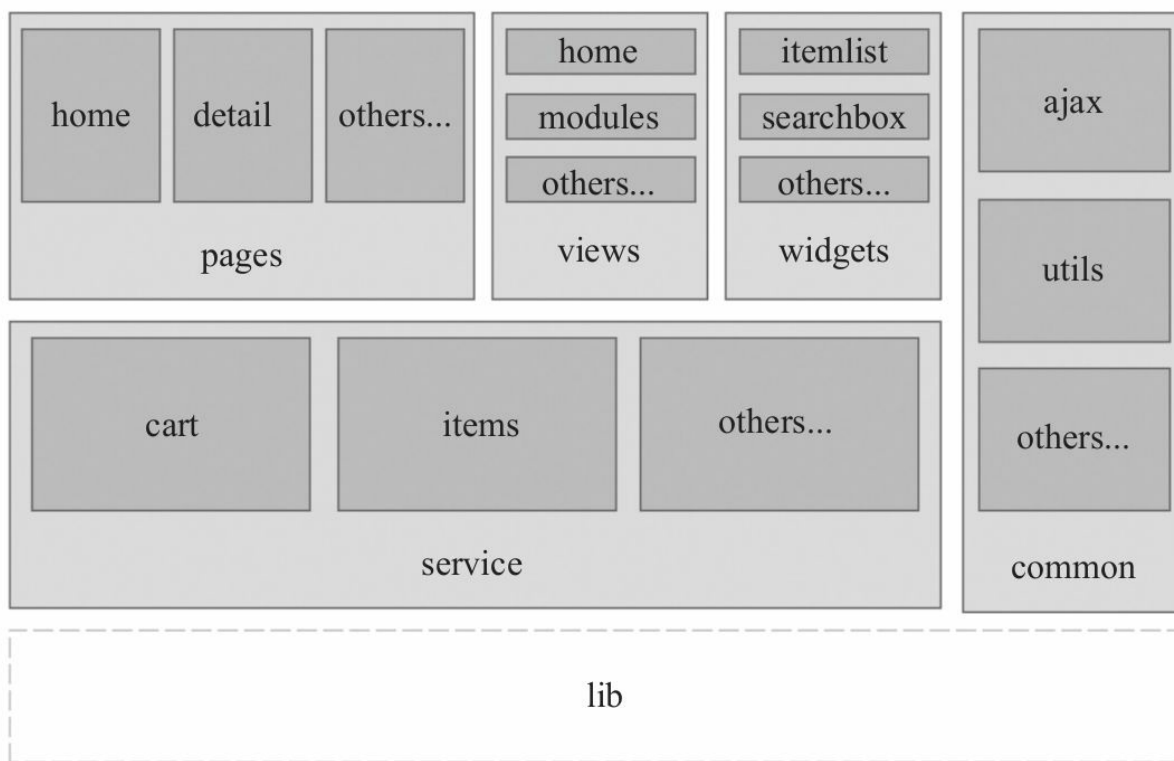 home
detail
others...
pages
home
modules
others...
views
itemlist
searchbox
others...
widgets
ajax
utils
others...
common
cart
items
others...
service
lib